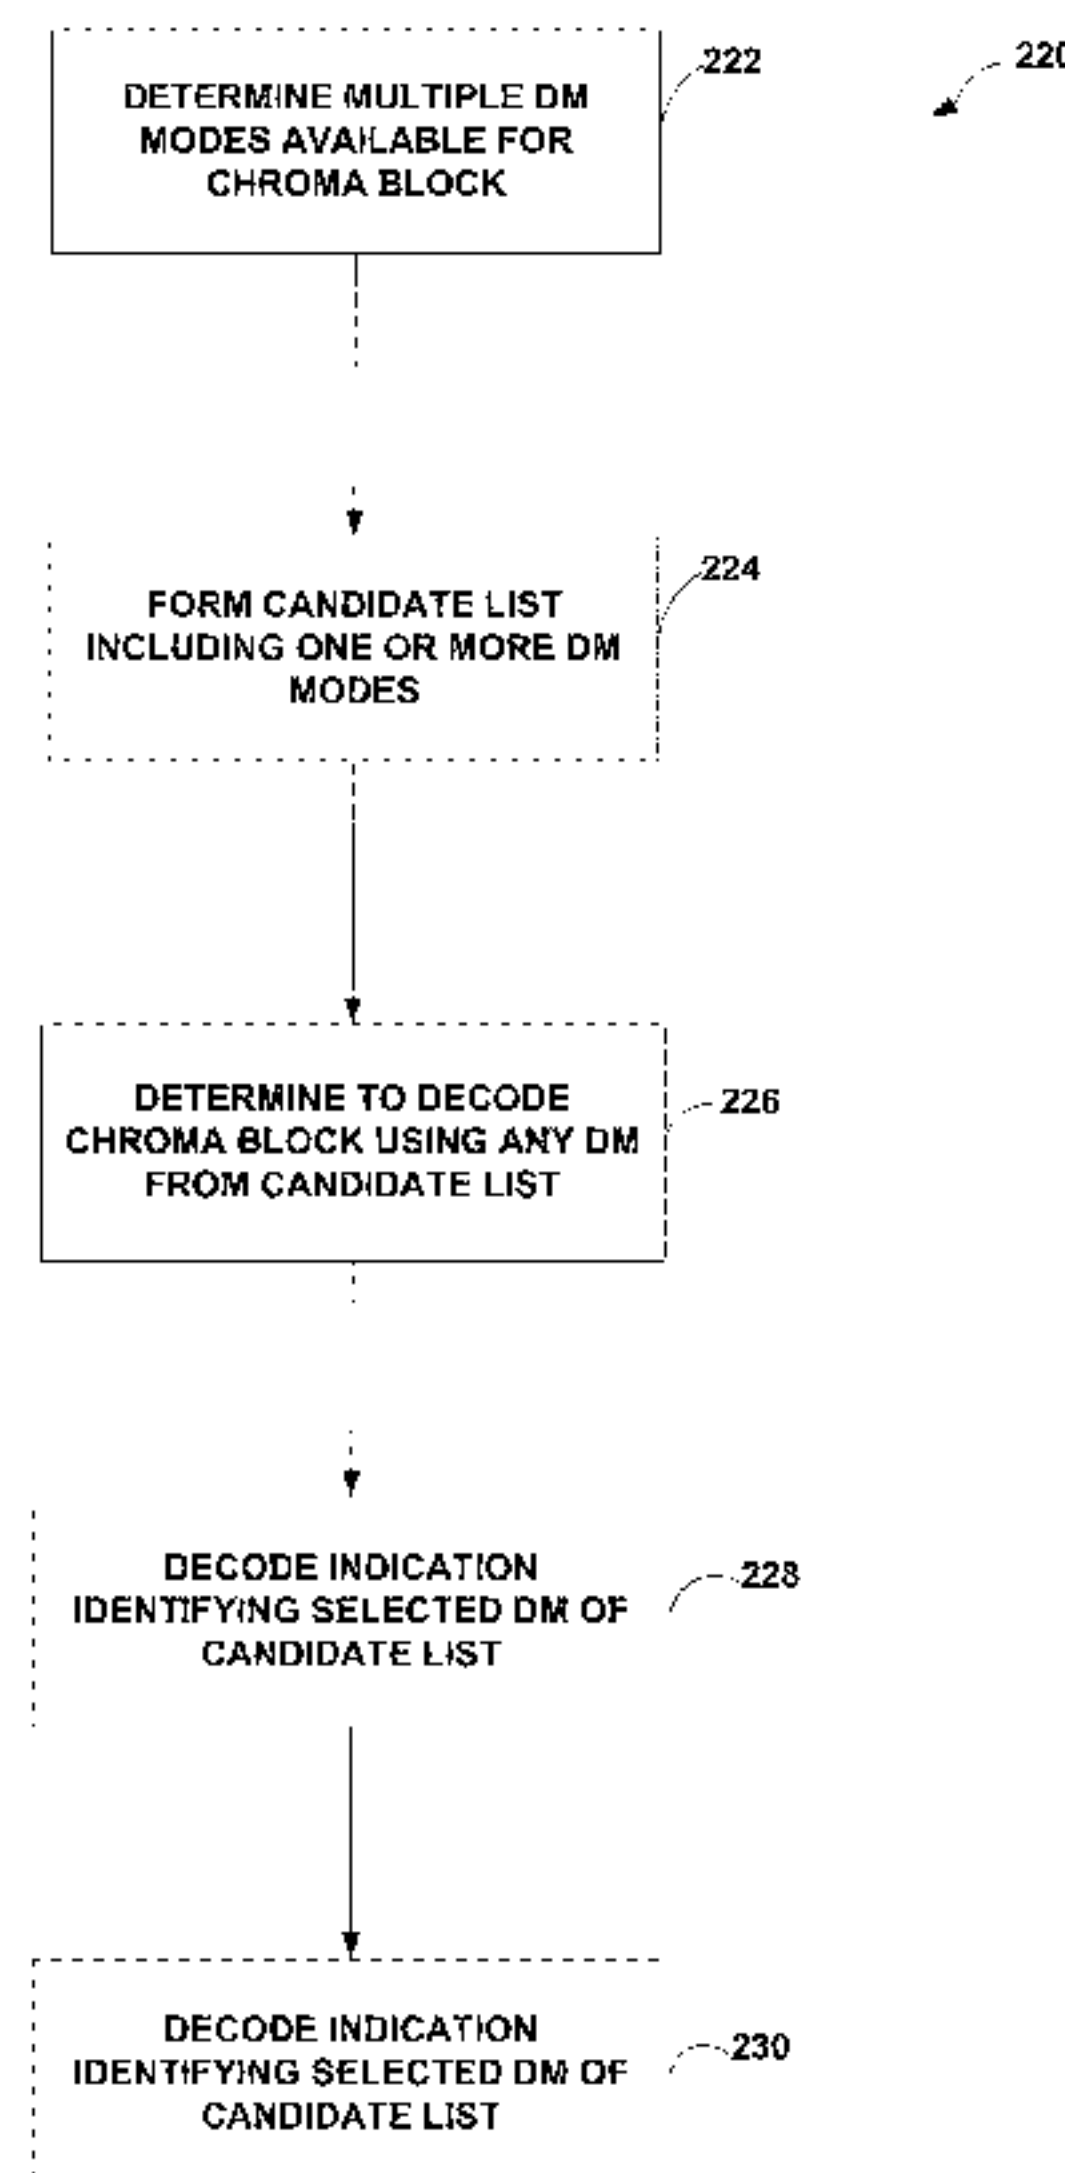 222
220
DETERMINE MULTIPLE DM
MODES AVAILABLE FOR
CHROMA BLOCK
224
FORM CANDIDATE LIST
INCLUDING ONE OR MORE DM
MODES
226
DETERMINE TO DECODE
CHROMA BLOCK USING ANY DM
FROM CANDIDATE LIST
228
DECODE INDICATION
IDENTIFYING SELECTED DM OF
CANDIDATE LIST
230
DECODE INDICATION
IDENTIFYING SELECTED DM OF
CANDIDATE LIST